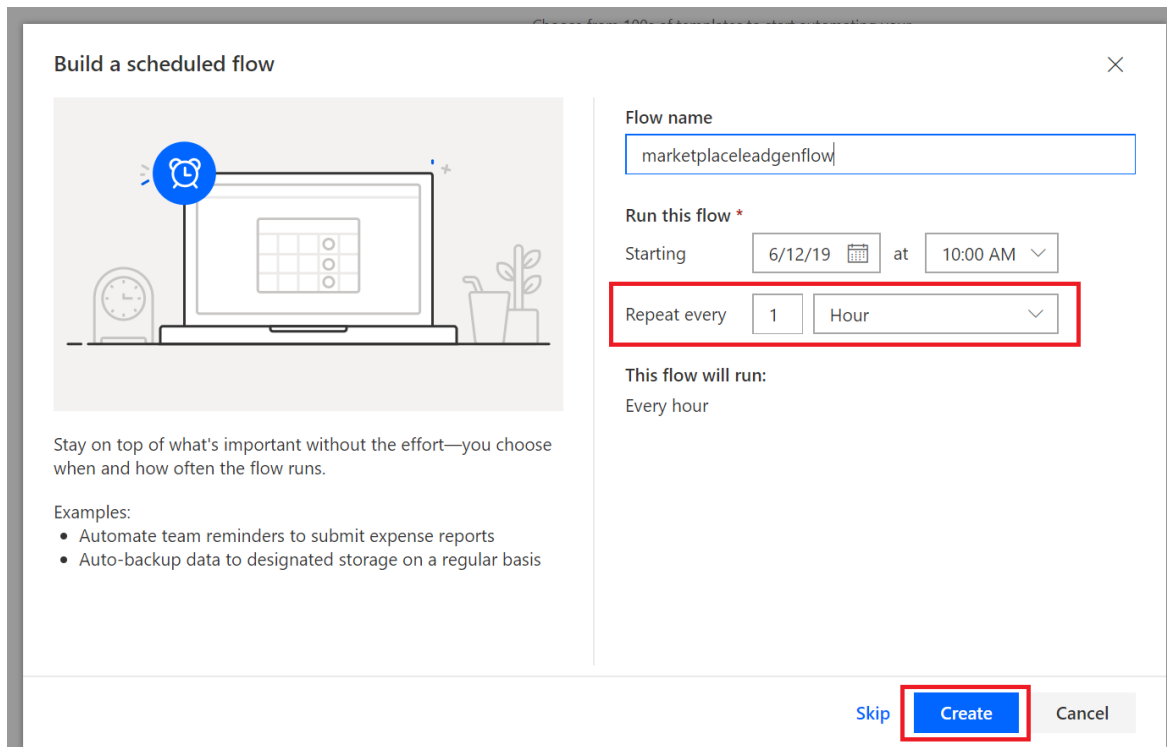 Build a scheduled flow
Stay on top of what's important without the effort—you choose
when and how often the flow runs.
Examples:
• Automate team reminders to submit expense reports
• Auto-backup data to designated storage on a regular basis
Flow name
marketplaceleadgenflow
Run this flow *
Starting 6/12/19 at 10:00 AM
Repeat every 1 Hour
This flow will run:
Every hour
Skip Create Cancel